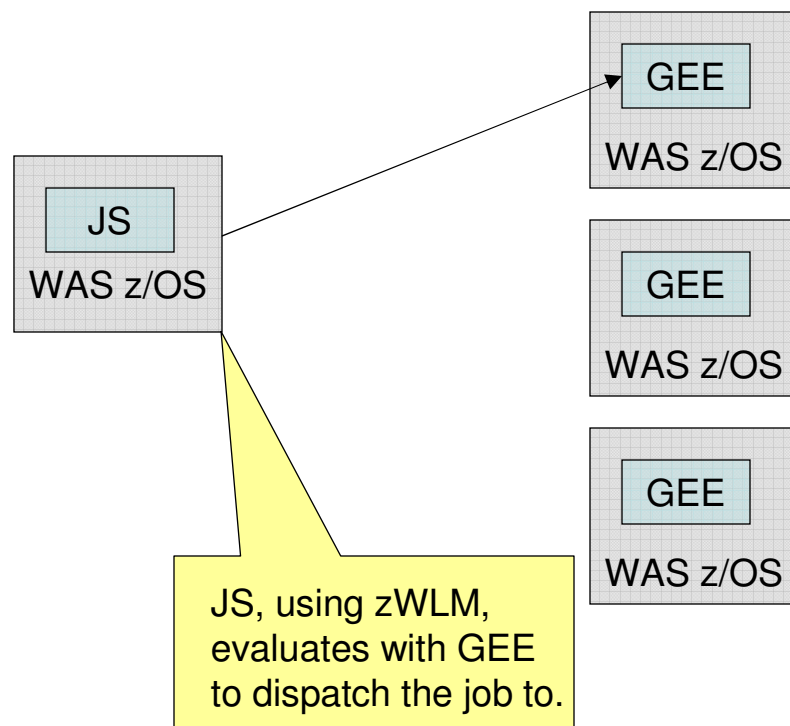 GEE
WAS z/OS
JS
WAS z/OS
GEE
WAS z/OS
GEE
WAS z/OS
JS, using zWLM,
evaluates with GEE
to dispatch the job to.